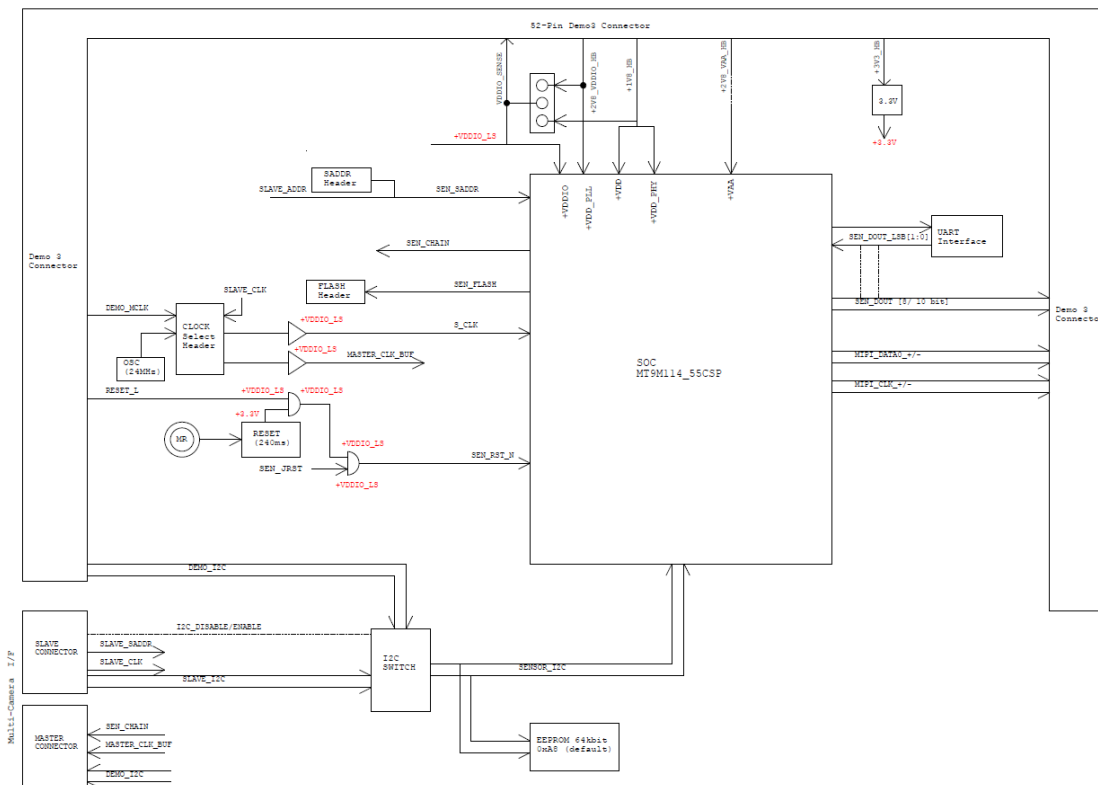 52-Pin Demo3 Connector
VDDIO_SENSE
+2V8_VDDIO_HB
+1V8_HB
+2V8_VAA_HB
+3V3_HB
3.3V
+3.3V
+VDDIO_LS
SADDR
Header
SLAVE_ADDR
SEN_SADDR
+VDDIO
+VDD_PLL
+VDD
+VDD_PHY
+VAA
UART
Interface
SEN_DOUT_LSB[1:0]
Demo 3
Connector
SEN_CHAIN
FLASH
Header
SEN_FLASH
SEN_DOUT [8/ 10 bit]
Demo 3
Connecto
DEMO_MCLK
SLAVE_CLK
CLOCK
Select
Header
+VDDIO_LS
S_CLK
OSC
(24MHz)
+VDDIO_LS
MASTER_CLK_BUF
SOC
MT9M114_55CSP
MIPI_DATA0_+/-
MIPI_CLK_+/-
RESET_L
+VDDIO_LS
+VDDIO_LS
+3.3V
MR
RESET
(240ms)
+VDDIO_LS
SEN_JRST
SEN_RST_N
+VDDIO_LS
DEMO_I2C
Multi-Camera I/F
SLAVE
CONNECTOR
I2C_DISABLE/ENABLE
SLAVE_SADDR
SLAVE_CLK
SLAVE_I2C
I2C
SWITCH
SENSOR_I2C
MASTER
CONNECTOR
SEN_CHAIN
MASTER_CLK_BUF
DEMO_I2C
EEPROM 64kbit
0xA8 (default)